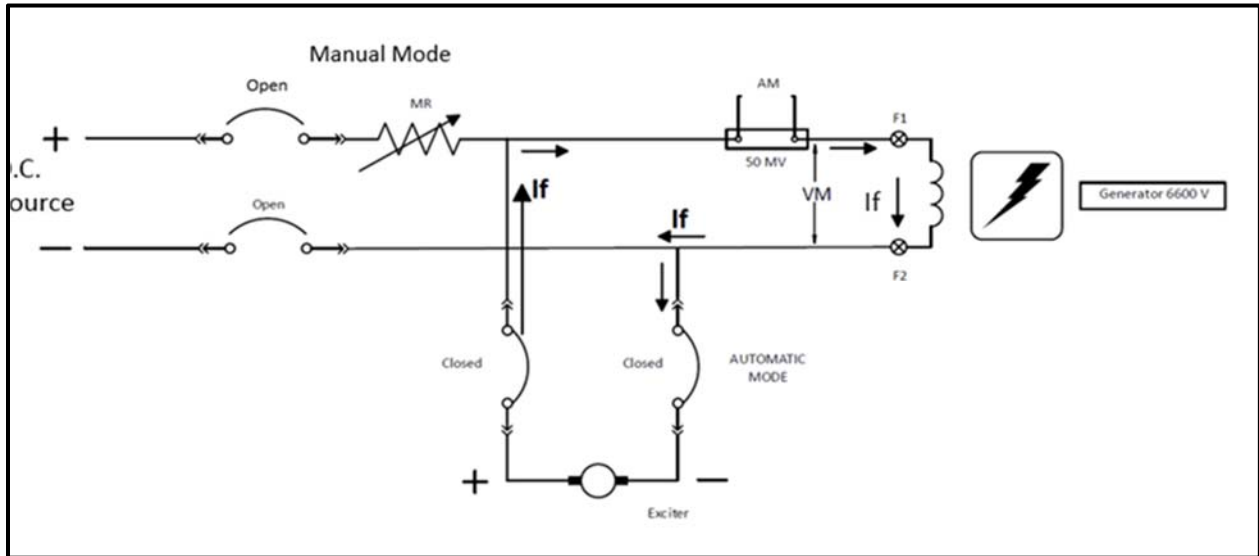 Manual Mode
Open
MR
AM
F1
+
50 MV
.C.
ource
Open
If
If
VM
If
Generator 6600 V
—
F2
Closed
Closed
AUTOMATIC
MODE
+
—
Exciter